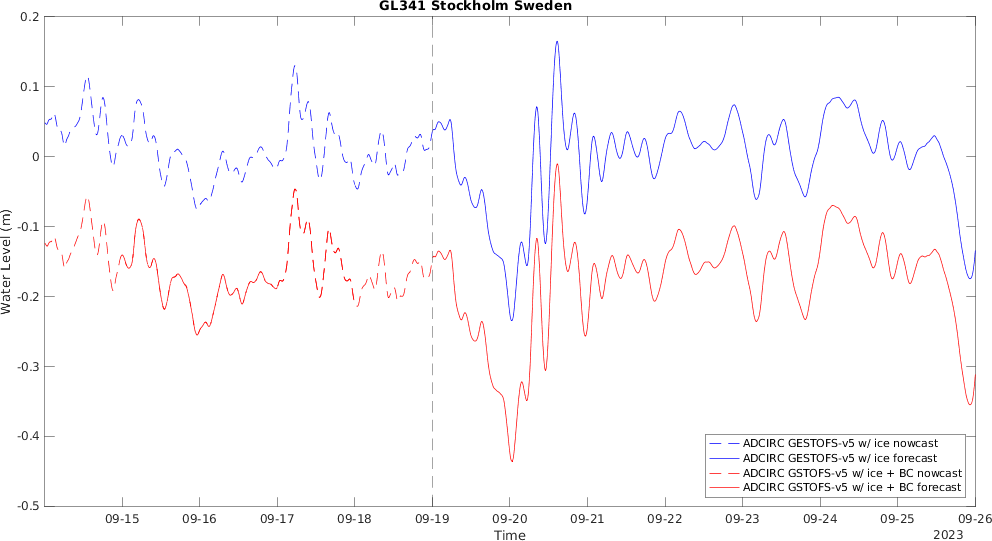 GL341 Stockholm Sweden
0.2
0.1
0
-0.1
-0.2
-0.3
-0.4
-0.5
Water Level (m)
ADCIRC GESTOFS-v5 w/ ice nowcast
ADCIRC GESTOFS-v5 w/ ice forecast
ADCIRC GSTOFS-v5 w/ ice + BC nowcast
ADCIRC GSTOFS-v5 w/ ice + BC forecast
09-15 09-16 09-17 09-18 09-19 09-20 09-21 09-22 09-23 09-24 09-25 09-26
Time
2023